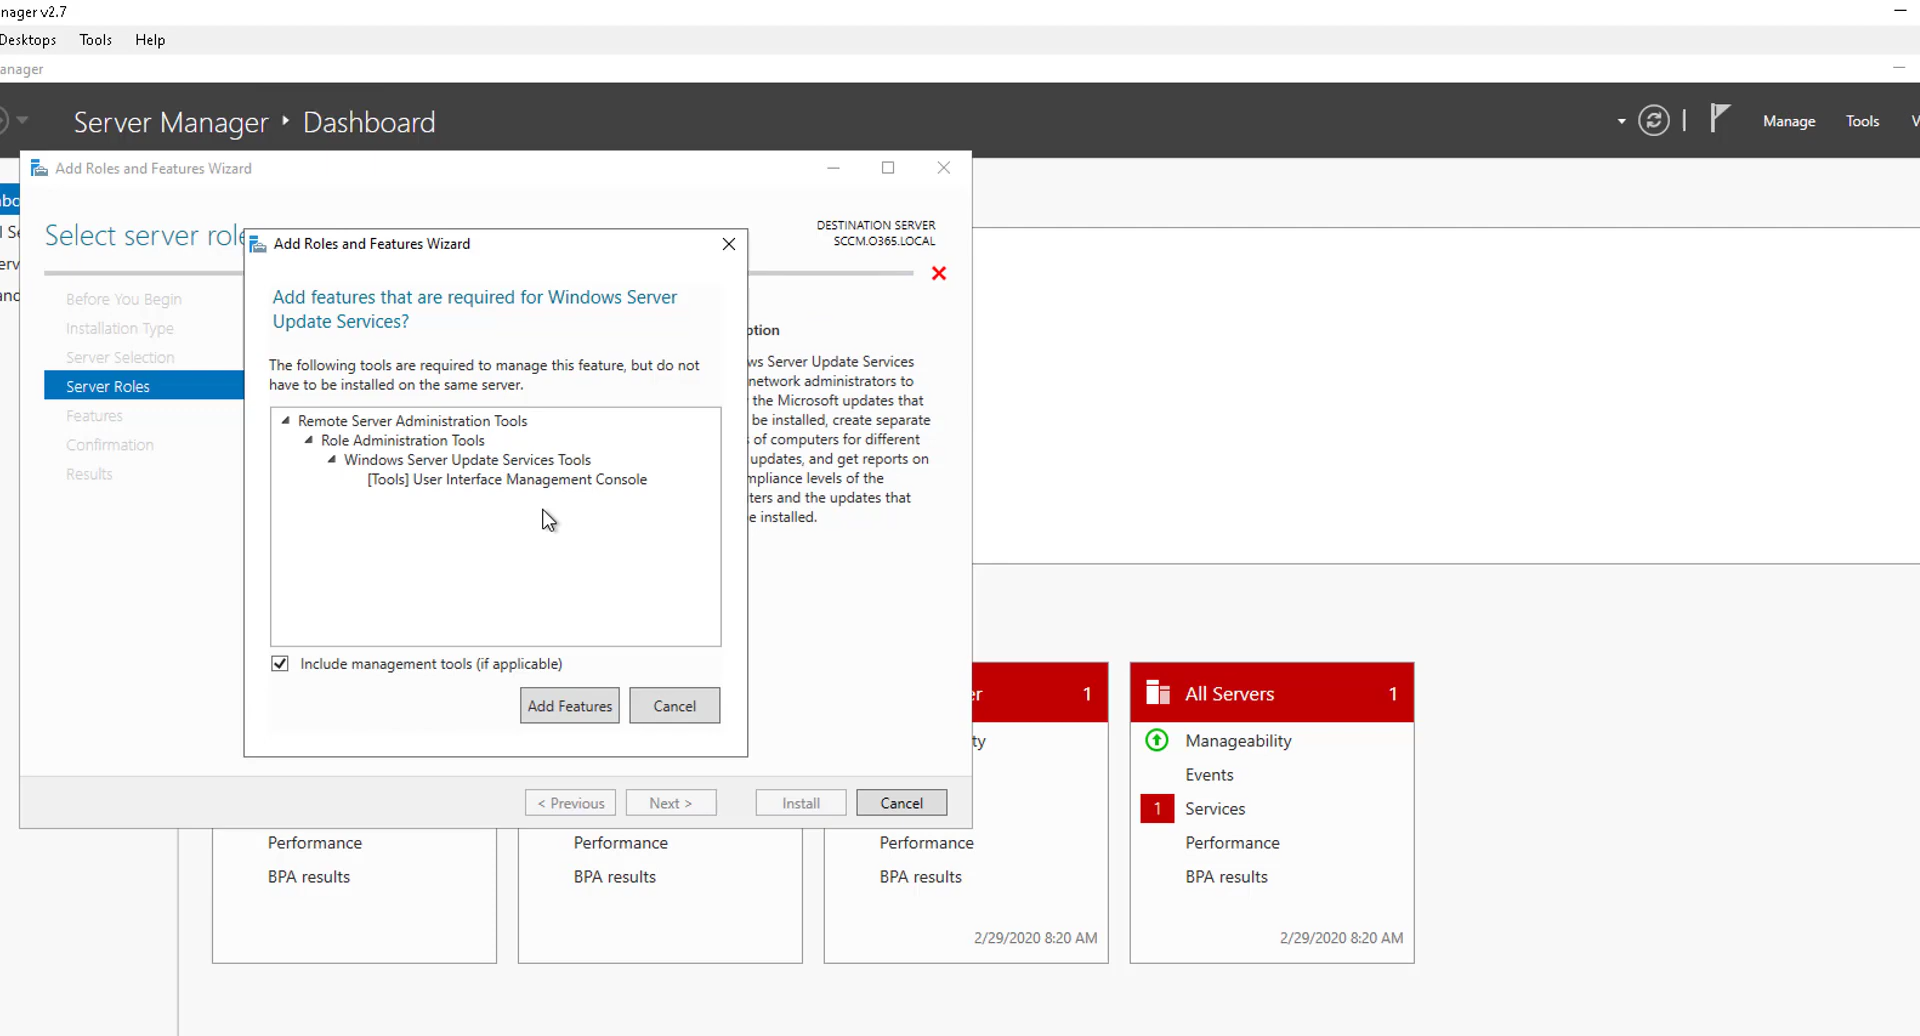 nager v2.7
Desktops Tools Help
anager
Server Manager Dashboard
Manage Tools V
Add Roles and Features Wizard
Select server role
DESTINATION SERVER
SCCM.O365.LOCAL
Before You Begin
Installation Type
Server Selection
Server Roles
Features
Confirmation
Results
Add Roles and Features Wizard
Add features that are required for Windows Server
Update Services?
The following tools are required to manage this feature, but do not
have to be installed on the same server.
Remote Server Administration Tools
Role Administration Tools
Windows Server Update Services Tools
[Tools] User Interface Management Console
Include management tools (if applicable)
Add Features Cancel
ption
ws Server Update Services
network administrators to
the Microsoft updates that
be installed, create separate
s of computers for different
updates, and get reports on
mpliance levels of the
ters and the updates that
e installed.
< Previous Next > Install Cancel
Performance
BPA results
Performance
BPA results
er 1
ty
Performance
BPA results
2/29/2020 8:20 AM
All Servers 1
Manageability
Events
1 Services
Performance
BPA results
2/29/2020 8:20 AM